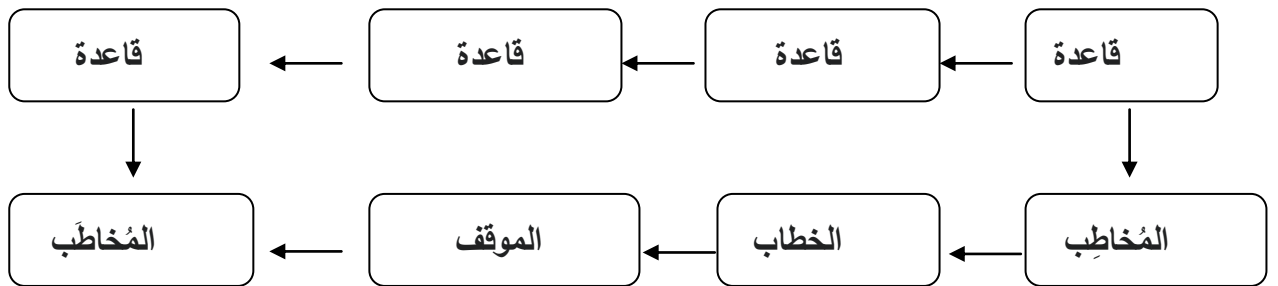 قاعدة قاعدة قاعدة قاعدة
المُخاطِب الخطاب الموقف المُخاطَب